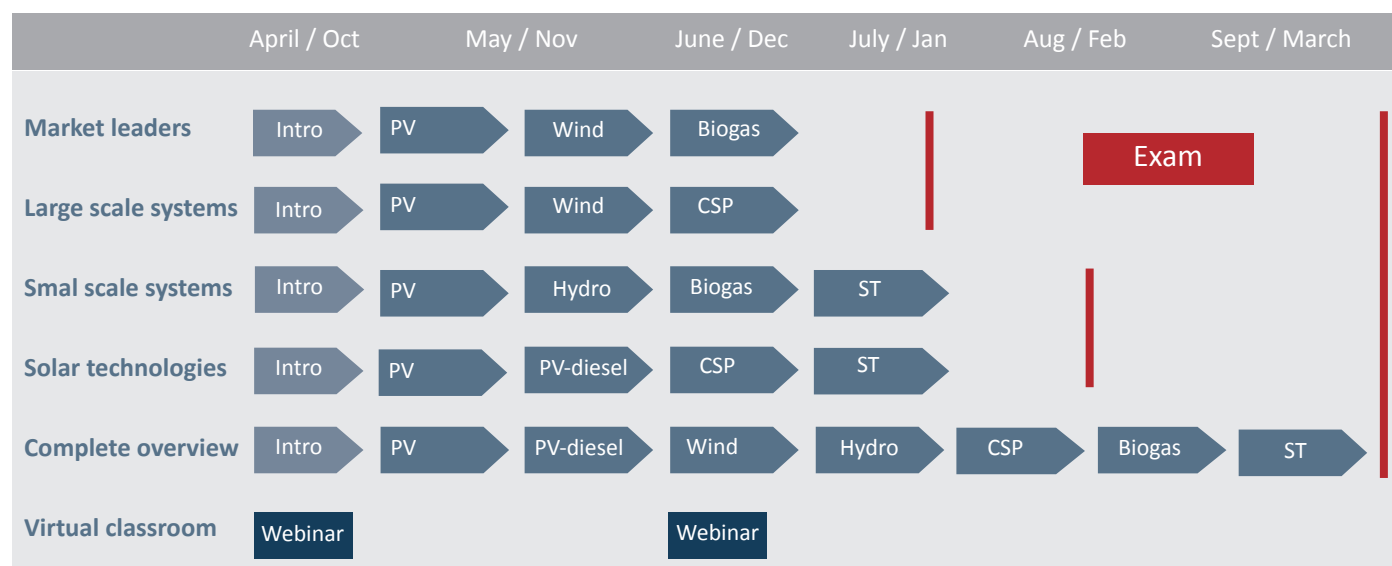 April / Oct May / Nov June / Dec July / Jan Aug / Feb Sept / March
Market leaders Intro PV Wind Biogas
Exam
Large scale systems Intro PV Wind CSP
Smal scale systems Intro PV Hydro Biogas ST
Solar technologies Intro PV PV-diesel CSP ST
Complete overview Intro PV PV-diesel Wind Hydro CSP Biogas ST
Virtual classroom Webinar Webinar